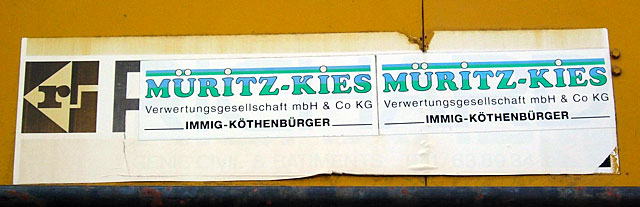 r
MÜRITZ-KIES
Verwertungsgesellschaft mbH & Co KG
IMMIG-KÖTHENBÜRGER
MÜRITZ-KIES
Verwertungsgesellschaft mbH & Co KG
IMMIG-KÖTHENBÜRGER